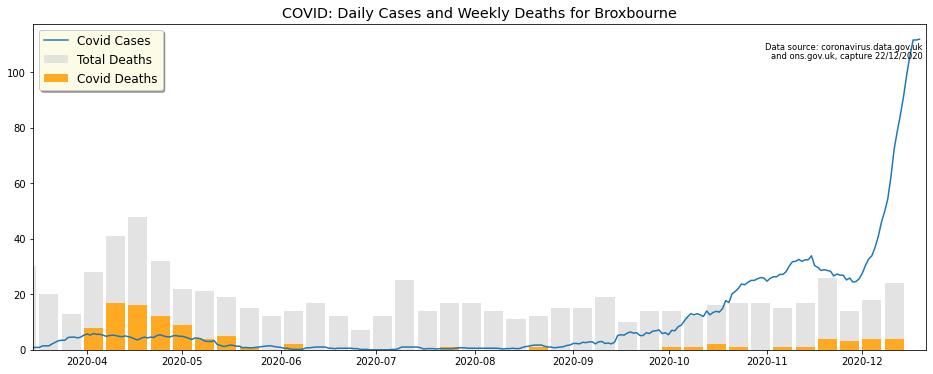 COVID: Daily Cases and Weekly Deaths for Broxbourne
Covid Cases
Total Deaths
Covid Deaths
Data source: coronavirus.data.gov.uk
and ons.gov.uk, capture 22/12/2020
100
80
60
40
20
0
2020-04 2020-05 2020-06 2020-07 2020-08 2020-09 2020-10 2020-11 2020-12